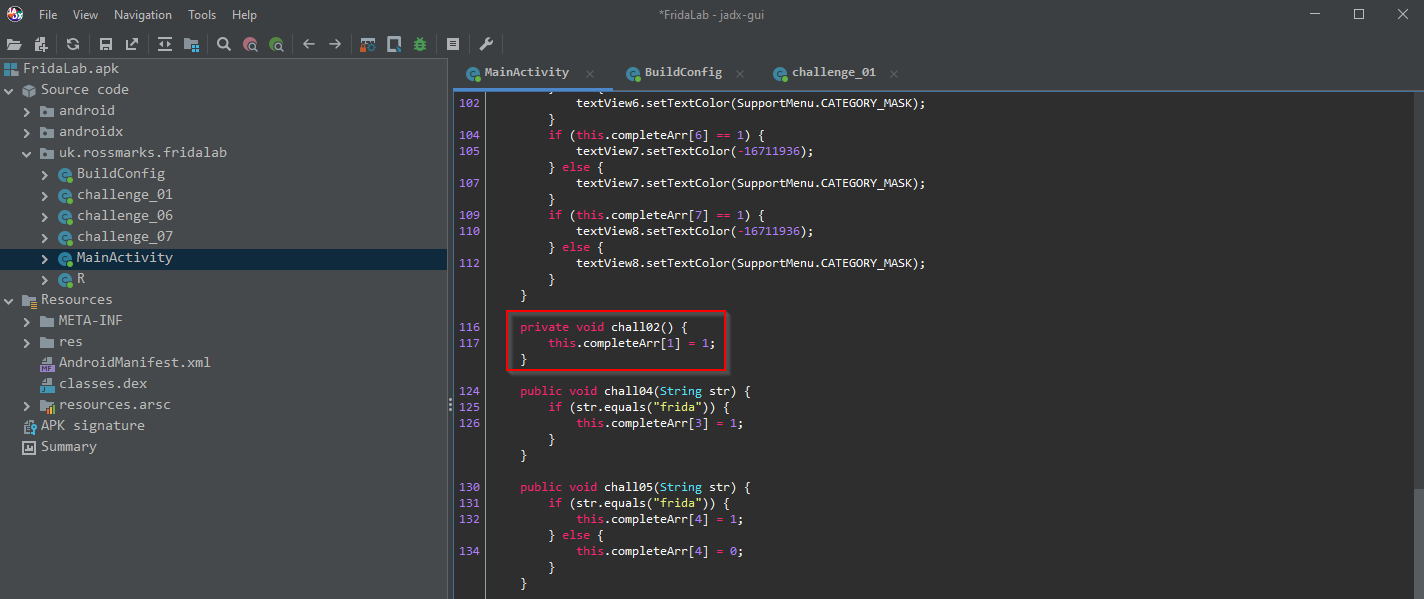 JADX File View Navigation Tools Help *FridaLab - jadx-gui
FridaLab.apk
Source code
android
androidx
uk.rossmarks.fridalab
BuildConfig
challenge_01
challenge_06
challenge_07
MainActivity
R
Resources
META-INF
res
MF AndroidManifest.xml
classes.dex
resources.arsc
APK signature
Summary
MainActivity BuildConfig challenge_01
102 textView6.setTextColor(SupportMenu.CATEGORY_MASK);
}
104 if (this.completeArr[6] == 1) {
105 textView7.setTextColor(-16711936);
} else {
107 textView7.setTextColor(SupportMenu.CATEGORY_MASK);
}
109 if (this.completeArr[7] == 1) {
110 textView8.setTextColor(-16711936);
} else {
112 textView8.setTextColor(SupportMenu.CATEGORY_MASK);
}
}
116 private void chall02() {
117 this.completeArr[1] = 1;
}
124 public void chall04(String str) {
125 if (str.equals("frida")) {
126 this.completeArr[3] = 1;
}
}
130 public void chall05(String str) {
131 if (str.equals("frida")) {
132 this.completeArr[4] = 1;
} else {
134 this.completeArr[4] = 0;
}
}